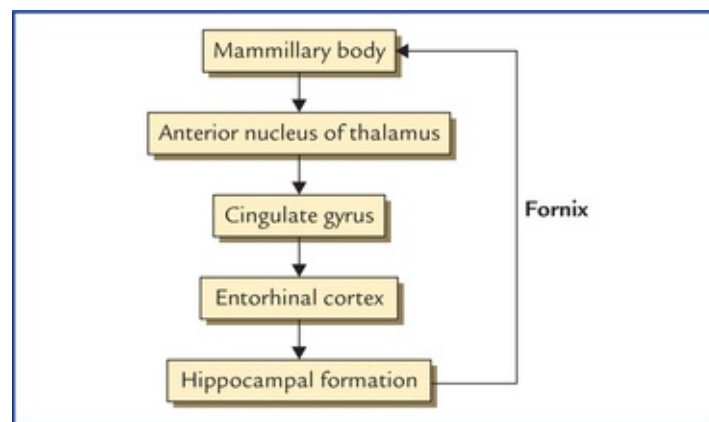 Mammillary body
Anterior nucleus of thalamus
Cingulate gyrus
Fornix
Entorhinal cortex
Hippocampal formation